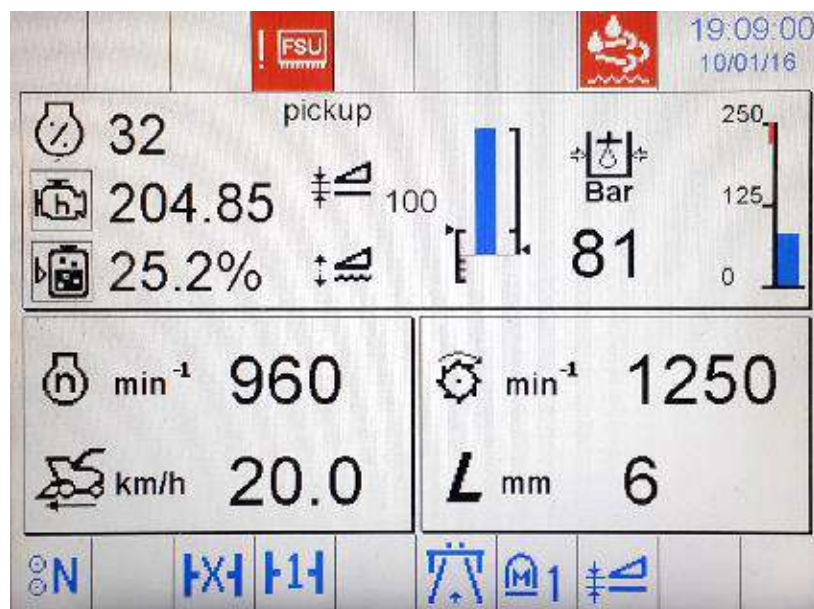 ! FSU 19:09:00
10/01/16
pickup
32
250
h 204.85
100
Bar
125
25.2%
81
0
n min⁻¹ 960
min⁻¹ 1250
km/h 20.0
L mm 6
N X 1 M 1